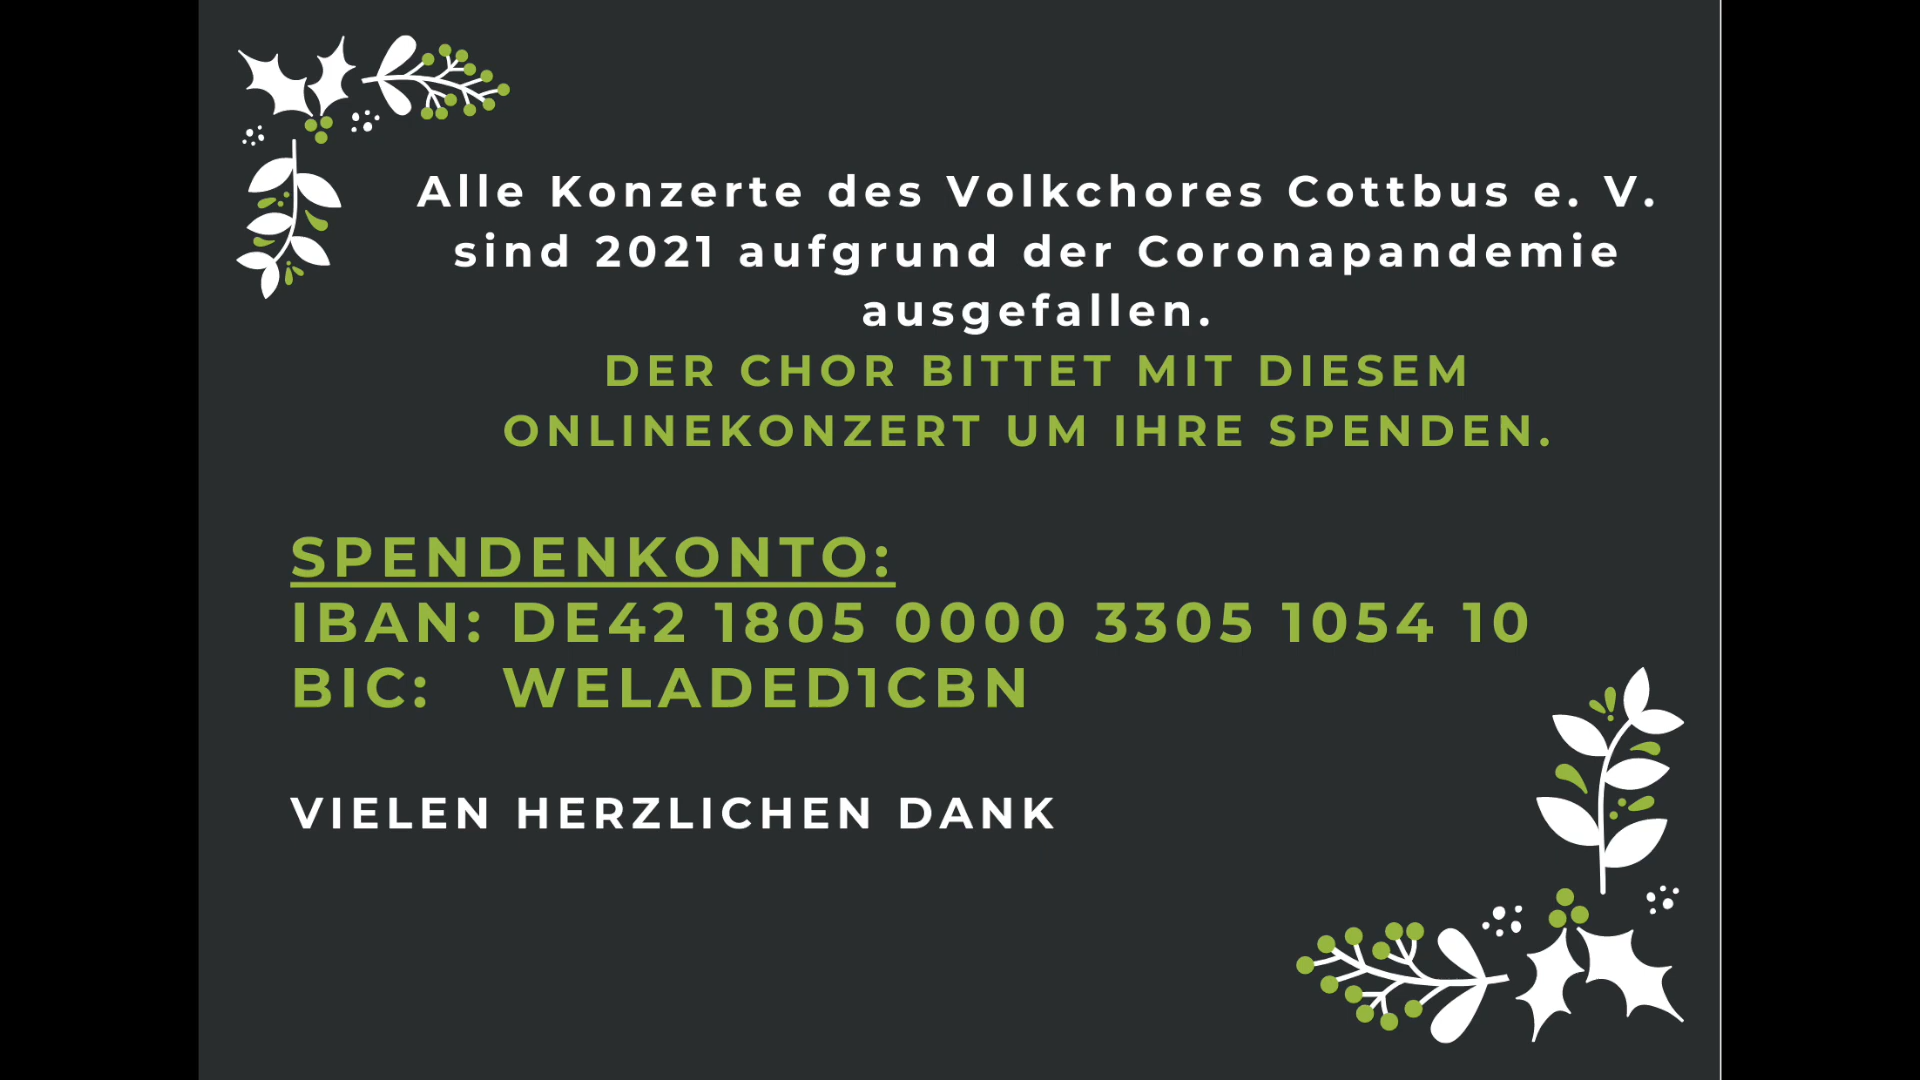 Alle Konzerte des Volkchores Cottbus e. V.
sind 2021 aufgrund der Coronapandemie
ausgefallen.
DER CHOR BITTET MIT DIESEM
ONLINEKONZERT UM IHRE SPENDEN.
SPENDENKONTO:
IBAN: DE42 1805 0000 3305 1054 10
BIC: WELADED1CBN
VIELEN HERZLICHEN DANK